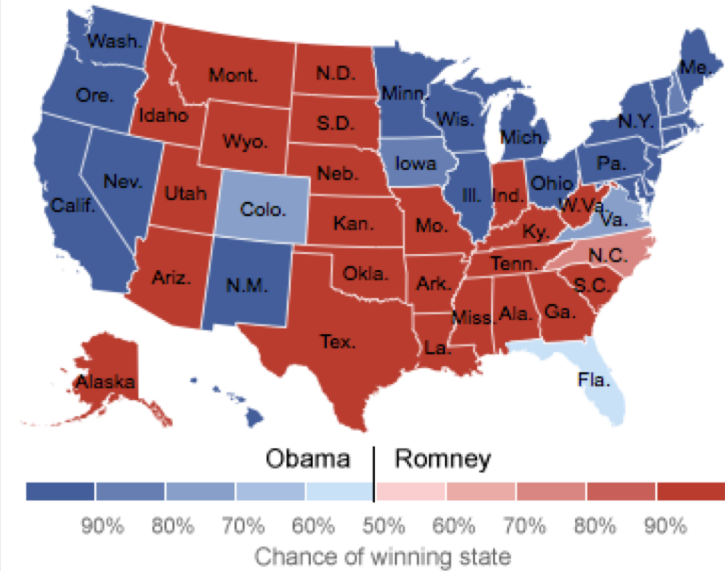 Wash.
Me.
Mont.
N.D.
Ore.
Minn.
Idaho
S.D.
Wis.
N.Y.
Wyo.
Mich.
Iowa
Pa.
Neb.
Nev.
Utah
Ill.
Ind.
Ohio
Calif.
Colo.
W.Va.
Va.
Kan.
Mo.
Ky.
N.C.
Tenn.
Ariz.
N.M.
Okla.
Ark.
S.C.
Miss.
Ala.
Ga.
Tex.
La.
Alaska
Fla.
Obama | Romney
90% 80% 70% 60% 50% 60% 70% 80% 90%
Chance of winning state